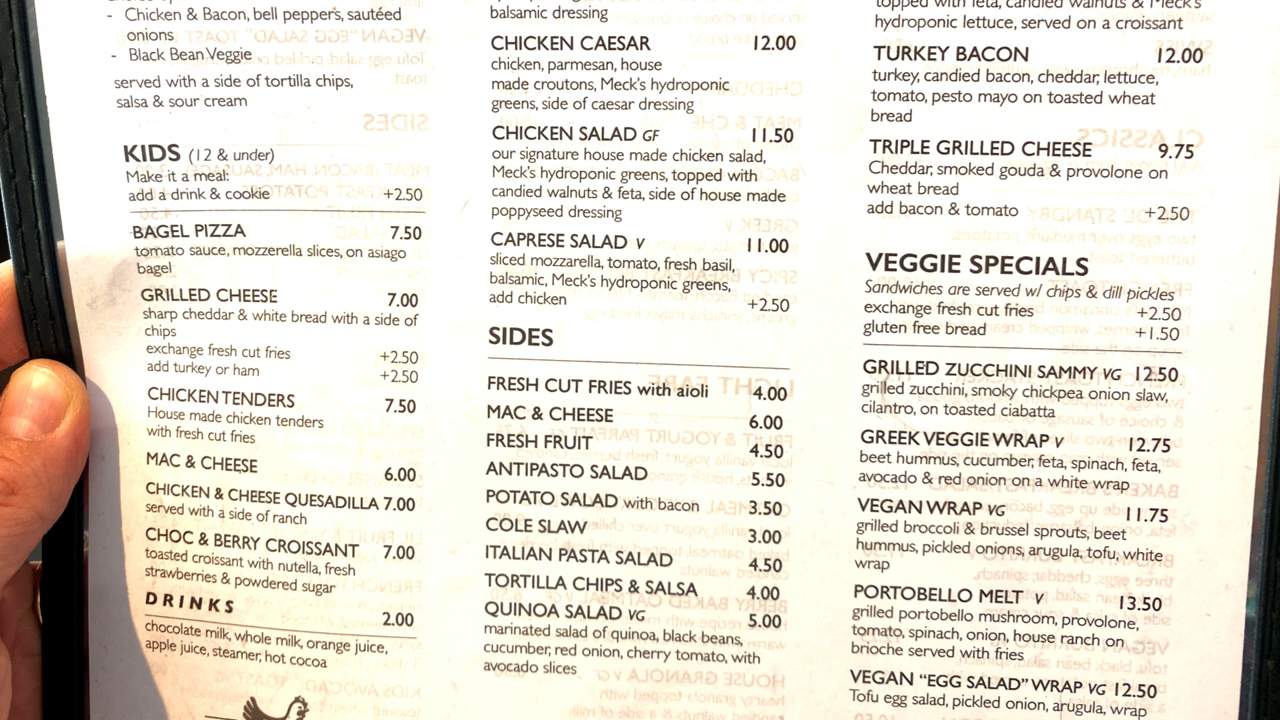 - Chicken & Bacon, bell peppers, sautéed
onions
- Black Bean Veggie
served with a side of tortilla chips,
salsa & sour cream
KIDS (12 & under)
Make it a meal:
add a drink & cookie +2.50
BAGEL PIZZA 7.50
tomato sauce, mozzerella slices, on asiago
bagel
GRILLED CHEESE 7.00
sharp cheddar & white bread with a side of
chips
exchange fresh cut fries +2.50
add turkey or ham +2.50
CHICKEN TENDERS 7.50
House made chicken tenders
with fresh cut fries
MAC & CHEESE 6.00
CHICKEN & CHEESE QUESADILLA 7.00
served with a side of ranch
CHOC & BERRY CROISSANT 7.00
toasted croissant with nutella, fresh
strawberries & powdered sugar
DRINKS 2.00
chocolate milk, whole milk, orange juice,
apple juice, steamer, hot cocoa
balsamic dressing
CHICKEN CAESAR 12.00
chicken, parmesan, house
made croutons, Meck's hydroponic
greens, side of caesar dressing
CHICKEN SALAD GF 11.50
our signature house made chicken salad,
Meck's hydroponic greens, topped with
candied walnuts & feta, side of house made
poppyseed dressing
CAPRESE SALAD V 11.00
sliced mozzarella, tomato, fresh basil,
balsamic, Meck's hydroponic greens,
add chicken +2.50
SIDES
FRESH CUT FRIES with aioli 4.00
MAC & CHEESE 6.00
FRESH FRUIT 4.50
ANTIPASTO SALAD 5.50
POTATO SALAD with bacon 3.50
COLE SLAW 3.00
ITALIAN PASTA SALAD 4.50
TORTILLA CHIPS & SALSA 4.00
QUINOA SALAD VG 5.00
marinated salad of quinoa, black beans,
cucumber, red onion, cherry tomato, with
avocado slices
topped with feta, candied walnuts & Meck's
hydroponic lettuce, served on a croissant
TURKEY BACON 12.00
turkey, candied bacon, cheddar, lettuce,
tomato, pesto mayo on toasted wheat
bread
TRIPLE GRILLED CHEESE 9.75
Cheddar, smoked gouda & provolone on
wheat bread
add bacon & tomato +2.50
VEGGIE SPECIALS
Sandwiches are served w/ chips & dill pickles
exchange fresh cut fries +2.50
gluten free bread +1.50
GRILLED ZUCCHINI SAMMY VG 12.50
grilled zucchini, smoky chickpea onion slaw,
cilantro, on toasted ciabatta
GREEK VEGGIE WRAP V 12.75
beet hummus, cucumber, feta, spinach, feta,
avocado & red onion on a white wrap
VEGAN WRAP VG 11.75
grilled broccoli & brussel sprouts, beet
hummus, pickled onions, arugula, tofu, white
wrap
PORTOBELLO MELT V 13.50
grilled portobello mushroom, provolone,
tomato, spinach, onion, house ranch on
brioche served with fries
VEGAN "EGG SALAD" WRAP VG 12.50
Tofu egg salad, pickled onion, arugula, wrap